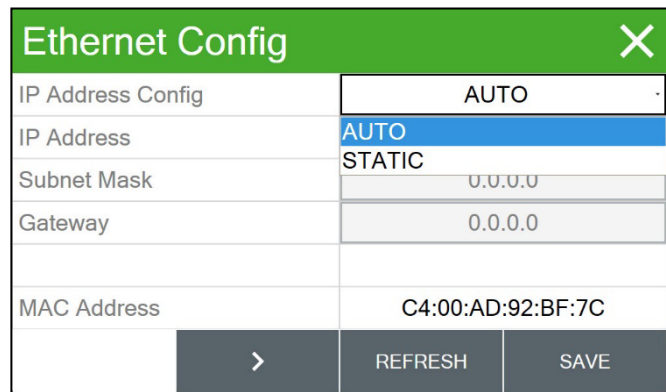 Ethernet Config
IP Address Config AUTO
IP Address AUTO
STATIC
Subnet Mask 0.0.0.0
Gateway 0.0.0.0
MAC Address C4:00:AD:92:BF:7C
> REFRESH SAVE